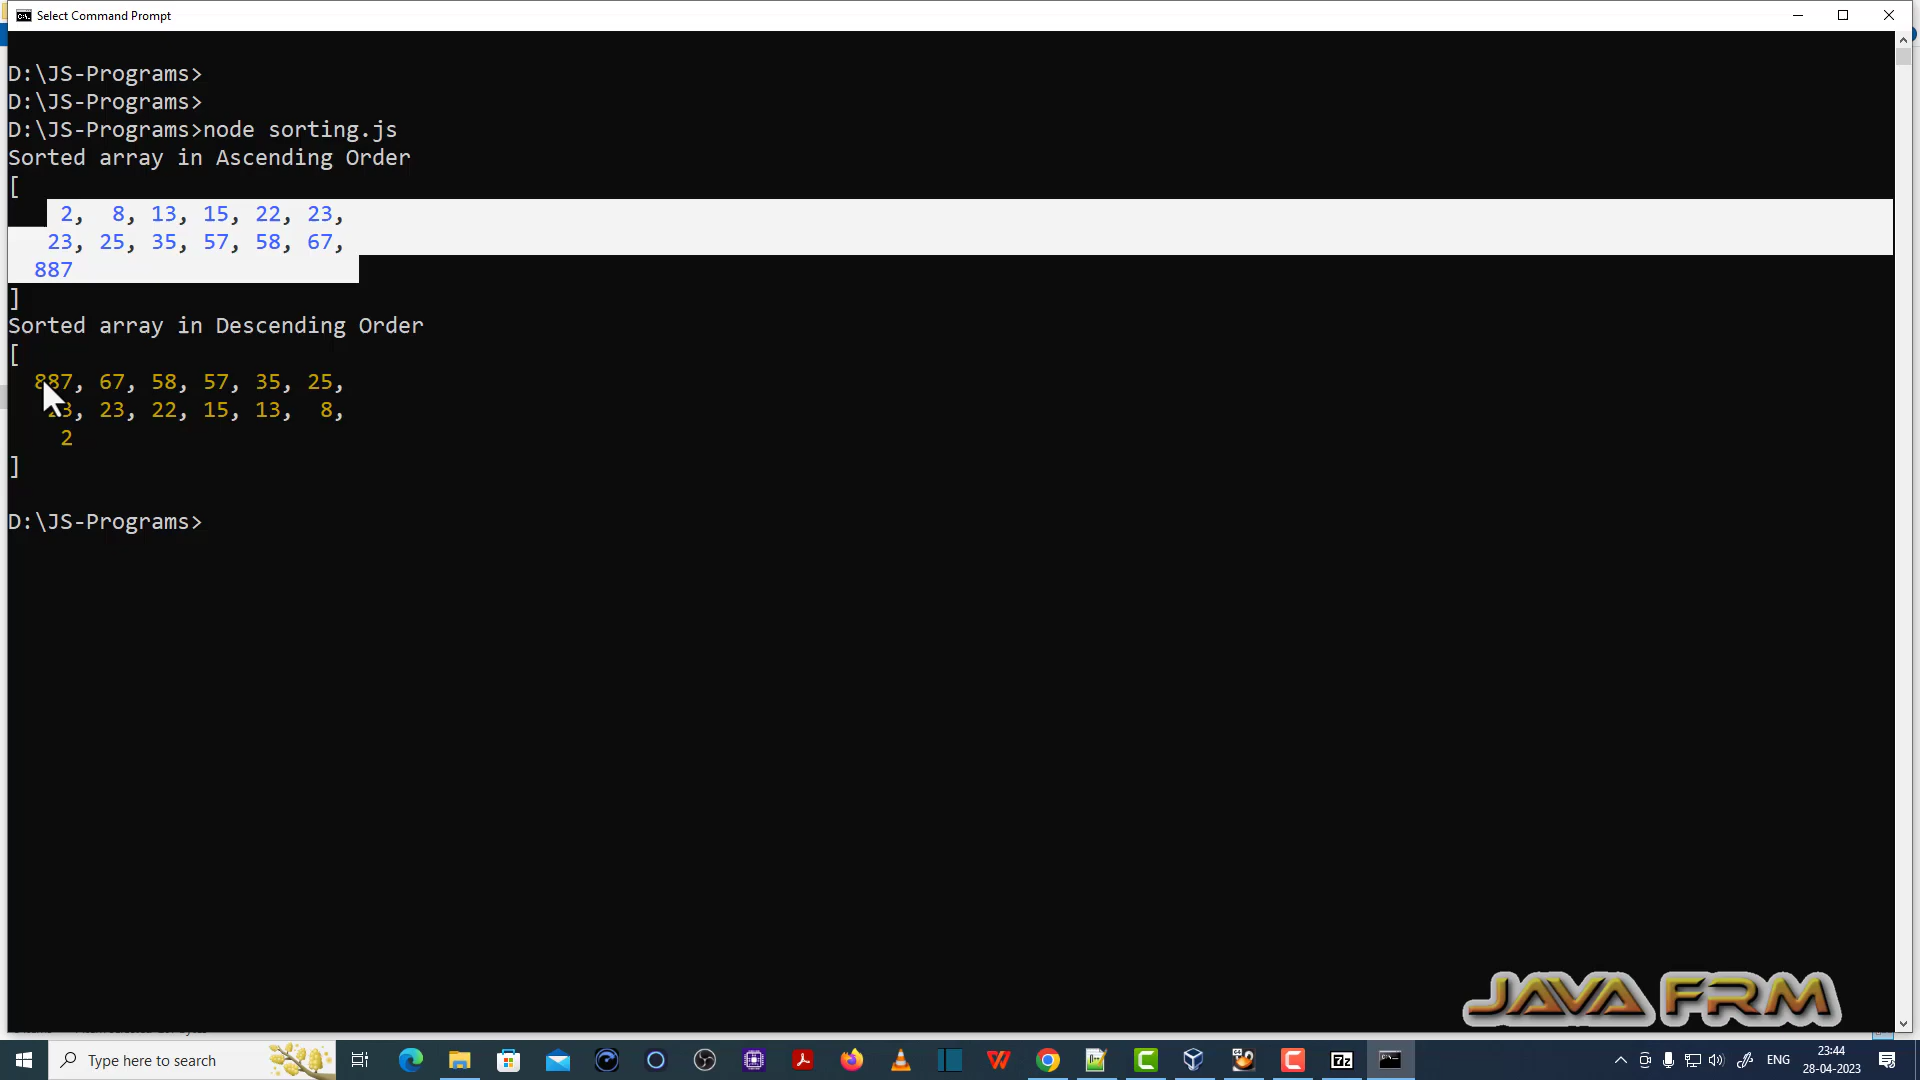 Select Command Prompt
D:\JS-Programs>
D:\JS-Programs>
D:\JS-Programs>node sorting.js
Sorted array in Ascending Order
[
2, 8, 13, 15, 22, 23,
23, 25, 35, 57, 58, 67,
887
]
Sorted array in Descending Order
[
887, 67, 58, 57, 35, 25,
23, 23, 22, 15, 13, 8,
2
]
D:\JS-Programs>
JAVA FRM
Type here to search
7z
ENG
23:44
28-04-2023